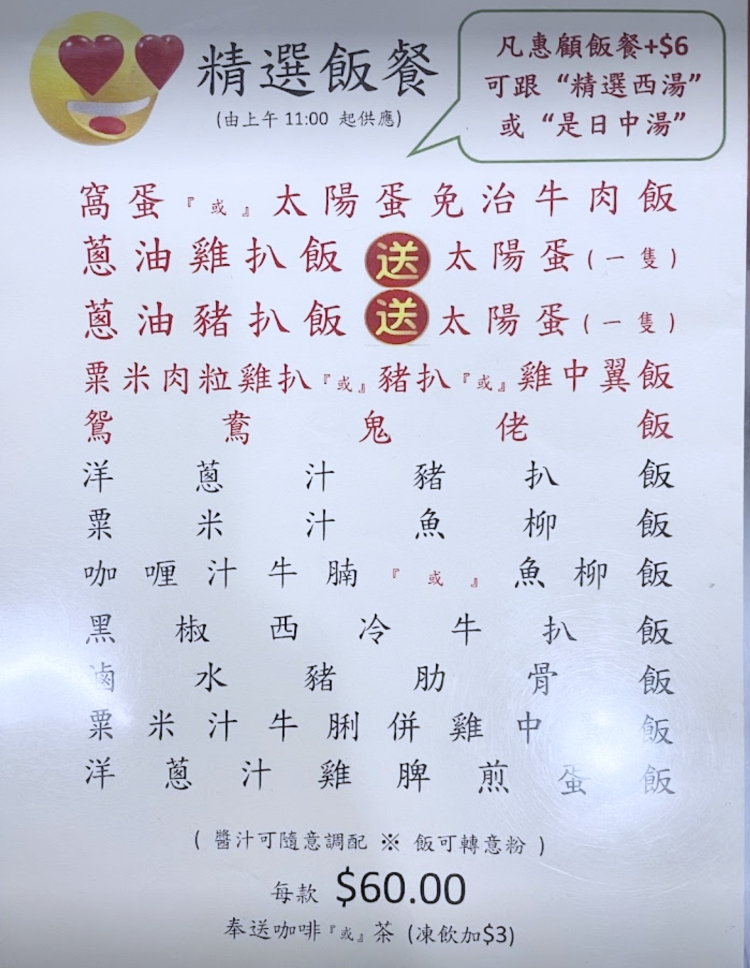 精選飯餐
(由上午 11:00 起供應)
凡惠顧飯餐+$6
可跟 “精選西湯”
或 “是日中湯”
窩蛋『或』太陽蛋免治牛肉飯
蔥油雞扒飯 送 太陽蛋(一隻)
蔥油豬扒飯 送 太陽蛋(一隻)
粟米肉粒雞扒『或』豬扒『或』雞中翼飯
鴛鴦鬼佬飯
洋蔥汁豬扒飯
粟米汁魚柳飯
咖喱汁牛腩『或』魚柳飯
黑椒西冷牛扒飯
滷水豬肋骨飯
粟米汁牛脷併雞中 飯
洋蔥汁雞髀煎蛋飯
( 醬汁可隨意調配 ※ 飯可轉意粉 )
每款 $60.00
奉送咖啡『或』茶 (凍飲加$3)